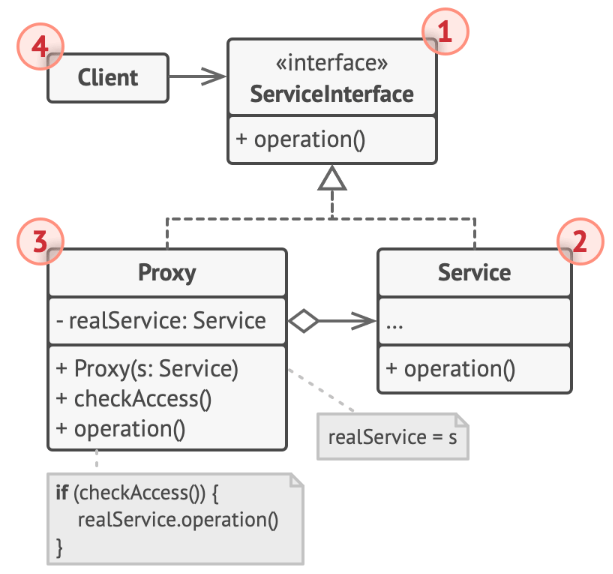 4
Client
1
«interface»
ServiceInterface
+ operation()
3
Proxy
- realService: Service
+ Proxy(s: Service)
+ checkAccess()
+ operation()
2
Service
...
+ operation()
realService = s
if (checkAccess()) {
realService.operation()
}